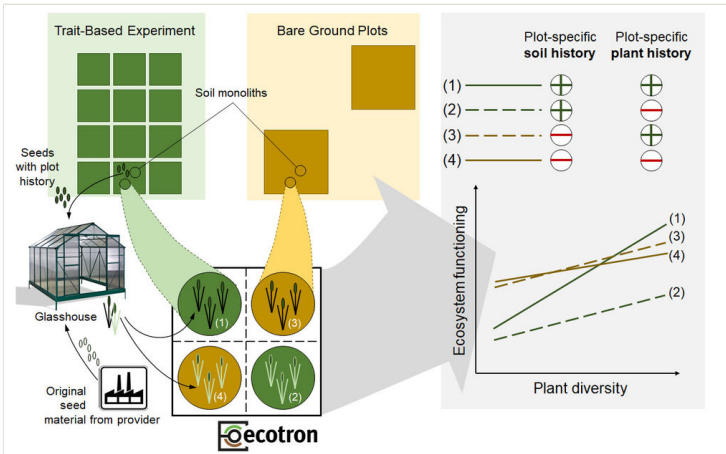 Trait-Based Experiment
Bare Ground Plots
Soil monoliths
Seeds
with plot
history
Glasshouse
Original
seed
material from provider
(1)
(3)
(4)
(2)
ecotron
Plot-specific
soil history
Plot-specific
plant history
(1)
(2)
(3)
(4)
Ecosystem functioning
(1)
(3)
(4)
(2)
Plant diversity